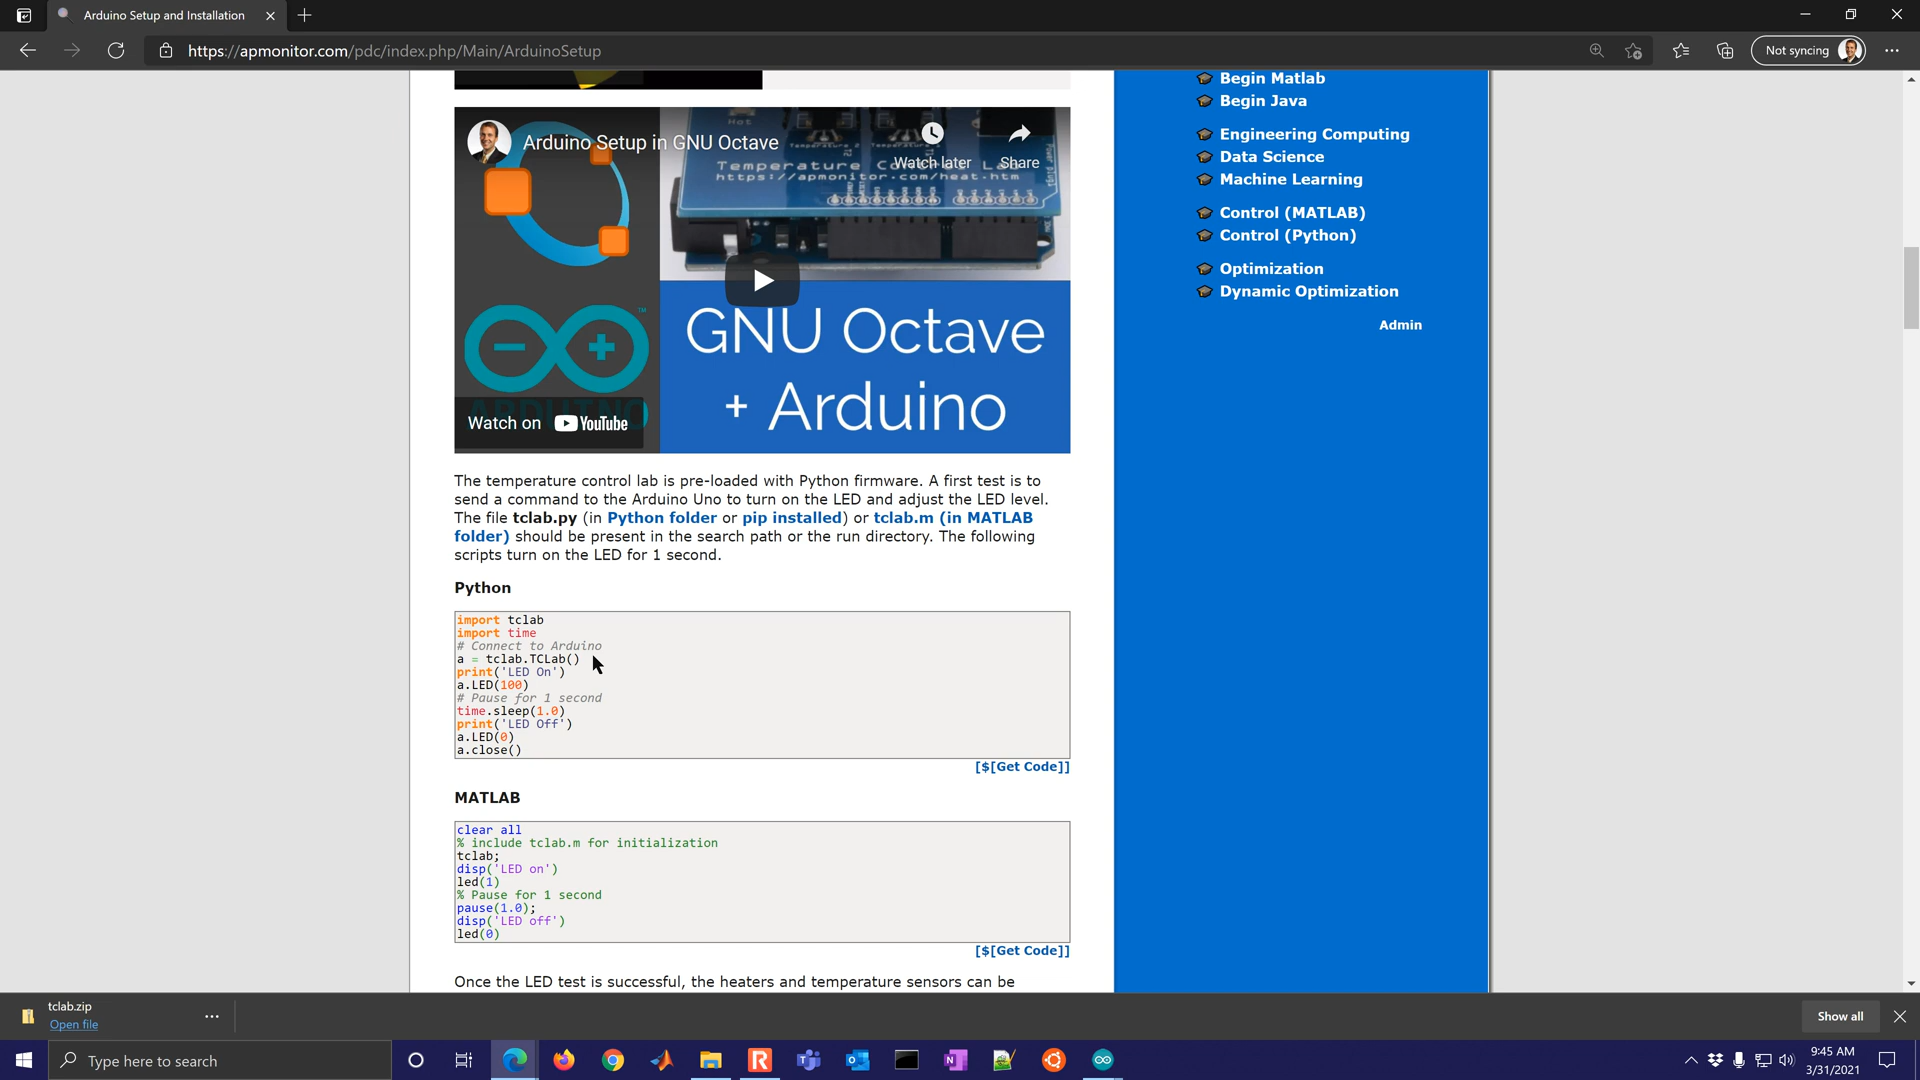 Arduino Setup and Installation
https://apmonitor.com/pdc/index.php/Main/ArduinoSetup
Not syncing
Arduino Setup in GNU Octave
Watch later
Share
Temperature Control Lab
https://apmonitor.com/heat.htm
GNU Octave
+ Arduino
Watch on YouTube
The temperature control lab is pre-loaded with Python firmware. A first test is to
send a command to the Arduino Uno to turn on the LED and adjust the LED level.
The file tclab.py (in Python folder or pip installed) or tclab.m (in MATLAB
folder) should be present in the search path or the run directory. The following
scripts turn on the LED for 1 second.
Python
import tclab
import time
# Connect to Arduino
a = tclab.TCLab()
print('LED On')
a.LED(100)
# Pause for 1 second
time.sleep(1.0)
print('LED Off')
a.LED(0)
a.close()
[$[Get Code]]
MATLAB
clear all
% include tclab.m for initialization
tclab;
disp('LED on')
led(1)
% Pause for 1 second
pause(1.0);
disp('LED off')
led(0)
[$[Get Code]]
Once the LED test is successful, the heaters and temperature sensors can be
Begin Matlab
Begin Java
Engineering Computing
Data Science
Machine Learning
Control (MATLAB)
Control (Python)
Optimization
Dynamic Optimization
Admin
tclab.zip
Open file
Show all
Type here to search
9:45 AM
3/31/2021